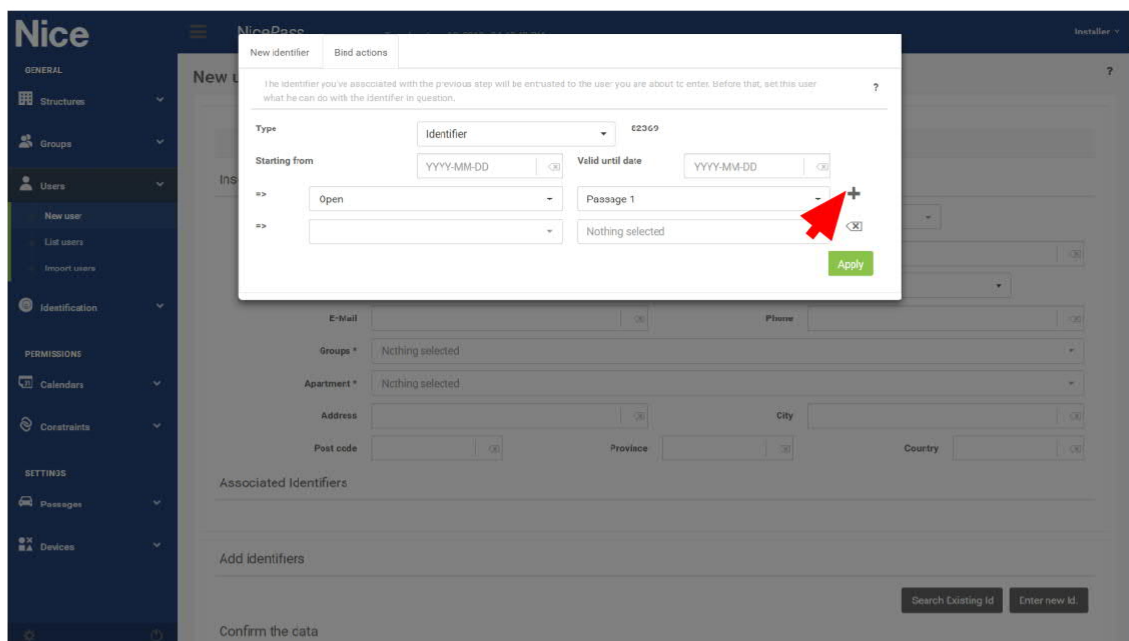 Nice
NicePass
Installer
GENERAL
Structures
Groups
Users
New user
List users
Import users
Identification
PERMISSIONS
Calendars
Constraints
SETTINGS
Passages
Devices
New u
?
New identifier Bind actions
The identifier you've associated with the previous step will be entrusted to the user you are about to enter. Before that, set this user
what he can do with the identifier in question.
?
Type Identifier 62369
Starting from YYYY-MM-DD Valid until date YYYY-MM-DD
=> Open Passage 1
=> Nothing selected
Apply
Ins
E-Mail Phone
Groups * Nothing selected
Apartment * Nothing selected
Address City
Post code Province Country
Associated Identifiers
Add identifiers
Search Existing Id Enter new Id.
Confirm the data